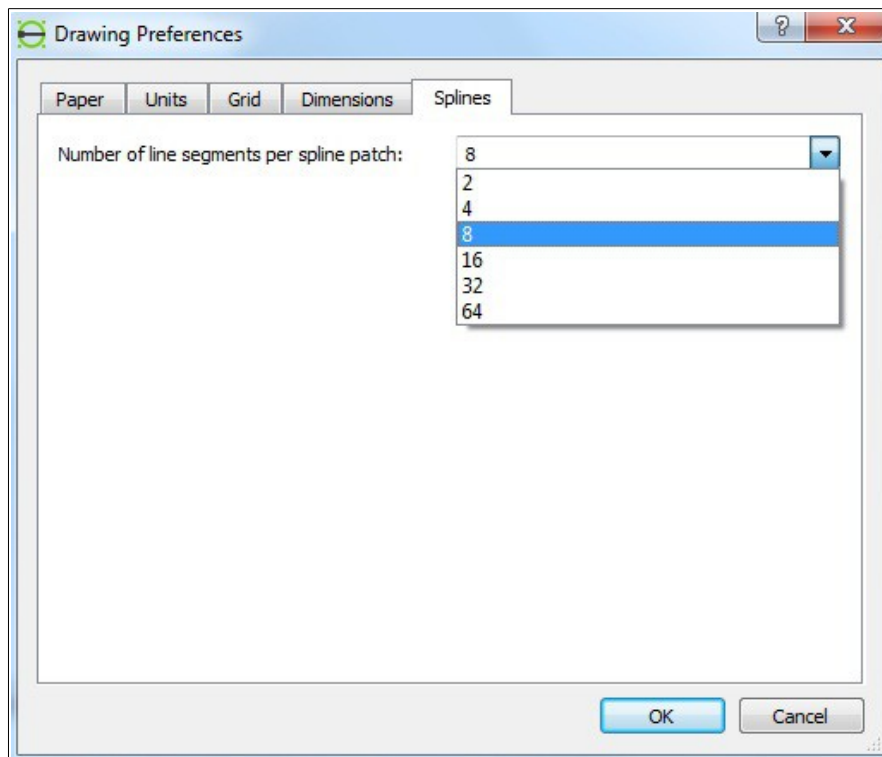 Drawing Preferences
?
X
Paper Units Grid Dimensions Splines
Number of line segments per spline patch: 8
2
4
8
16
32
64
OK Cancel